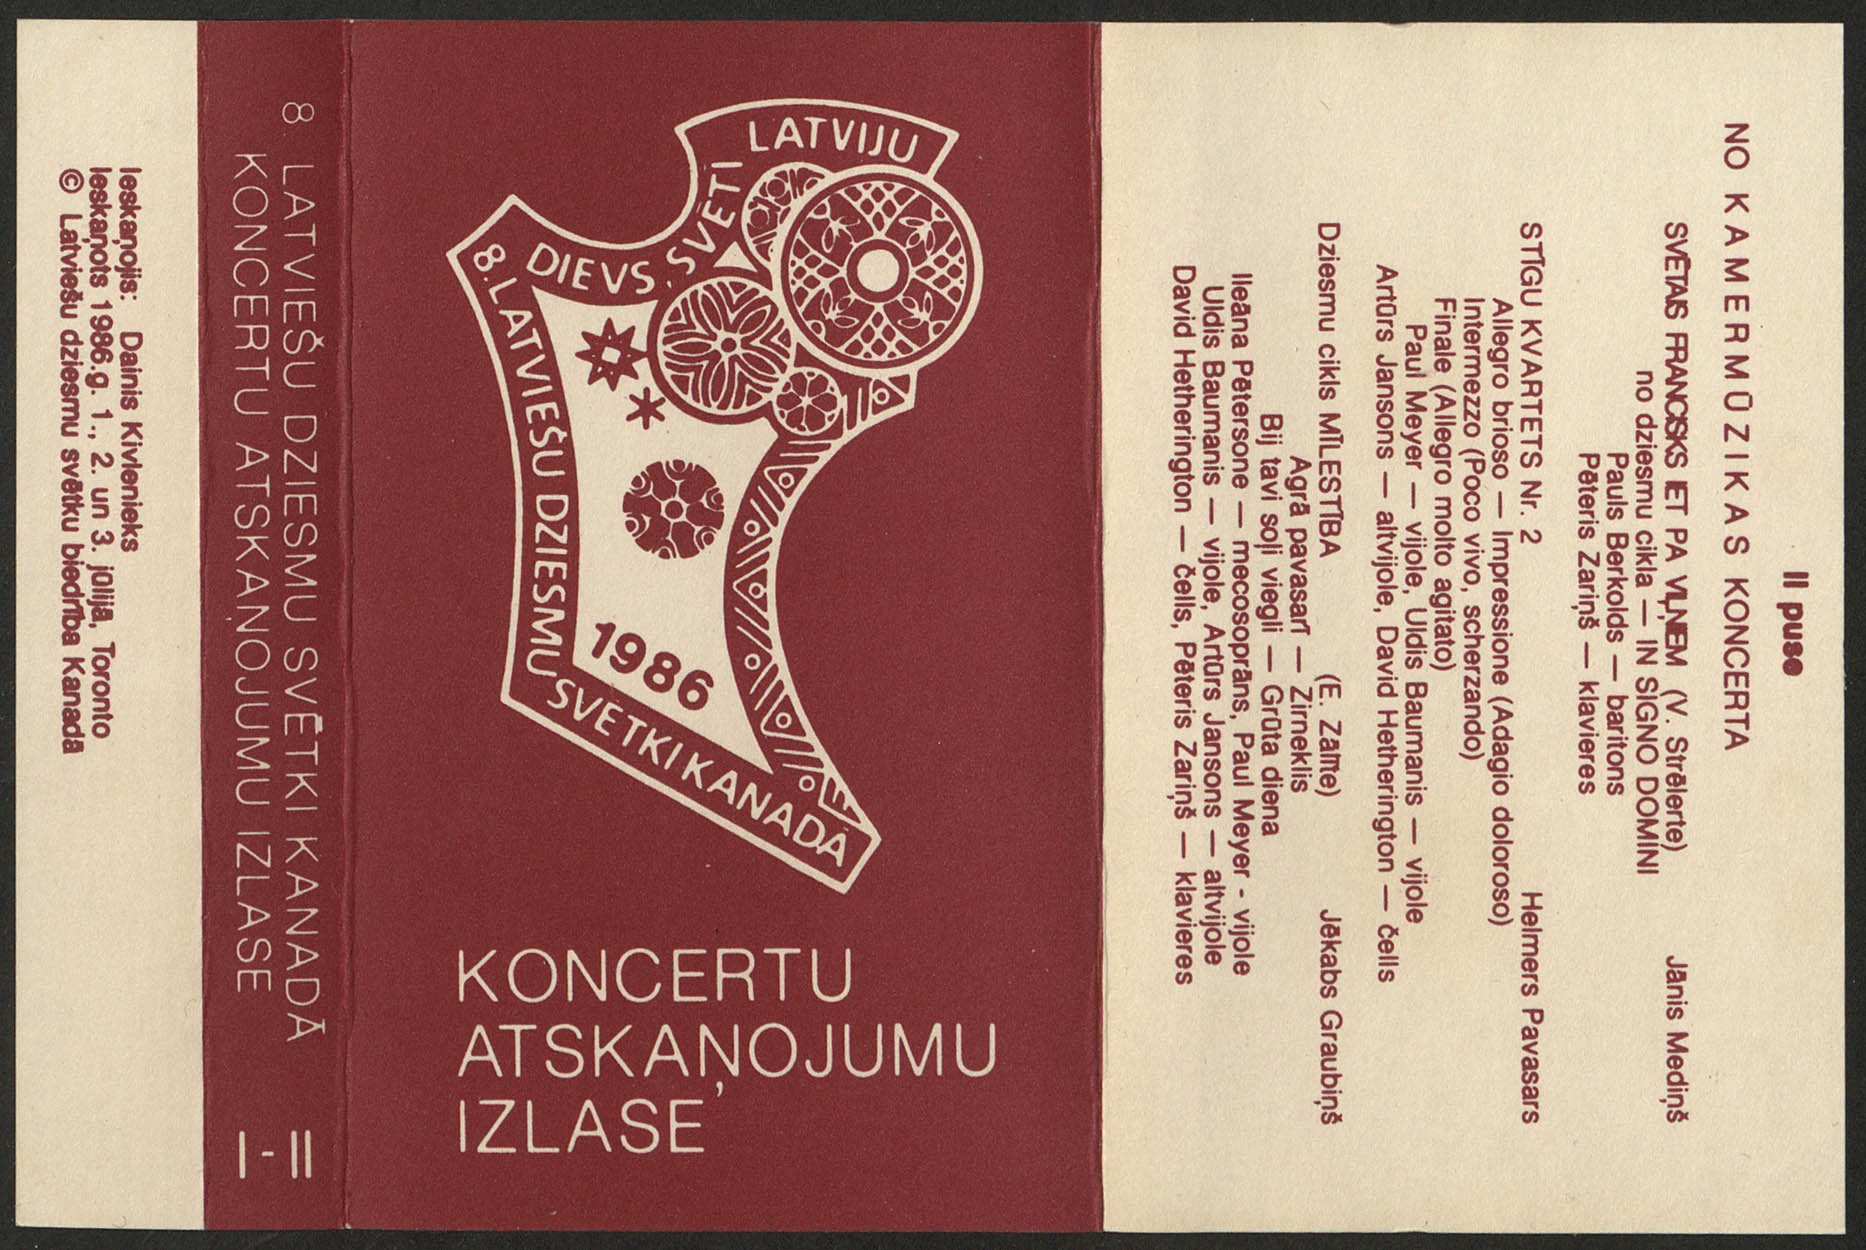 Ieskaņojis: Dainis Kivlenieks
Ieskaņots 1986.g. 1., 2. un 3. jūlijā, Toronto
© Latviešu dziesmu svētku biedrība Kanadā
8 LATVIEŠU DZIESMU SVĒTKI KANADĀ
KONCERTU ATSKAŅOJUMU IZLASE
I - II
DIEVS, SVĒTI LATVIJU
8. LATVIEŠU DZIESMU SVĒTKI KANADĀ
1986
KONCERTU
ATSKAŅOJUMU
IZLASE
II puse
NO KAMERMŪZIKAS KONCERTA
SVĒTAIS FRANCISKS IET PA VIĻŅIEM (V. Strēlerte) Jānis Mediņš
no dziesmu cikla — IN SIGNO DOMINI
Pauls Berkolds — baritons
Pēteris Zariņš — klavieres
STĪGU KVARTETS Nr. 2 Helmers Pavasars
Allegro brioso — Impressione (Adagio doloroso)
Intermezzo (Poco vivo, scherzando)
Finale (Allegro molto agitato)
Paul Meyer — vijole, Uldis Baumanis — vijole
Artūrs Jansons — altvijole, David Hetherington — čells
Dziesmu cikls MĪLESTĪBA (E. Zālīte) Jēkabs Graubiņš
Agrā pavasarī — Zirneklis
Bij tavi soļi viegli — Grūta diena
Ileāna Pētersone — mecosoprāns, Paul Meyer - vijole
Uldis Baumanis — vijole, Artūrs Jansons — altvijole
David Hetherington — čells, Pēteris Zariņš — klavieres